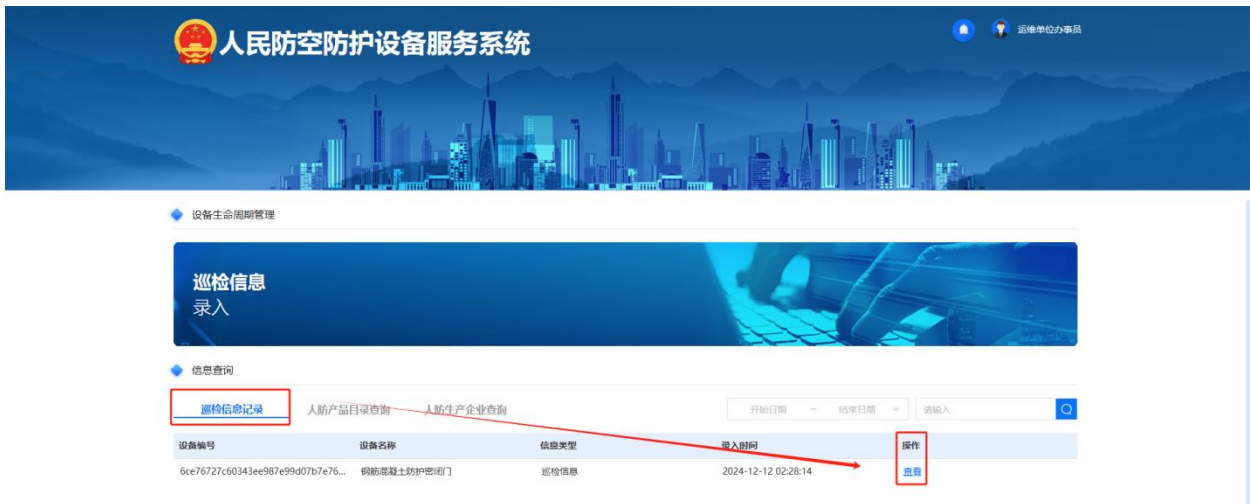 人民防空防护设备服务系统
运维单位办事员
设备生命周期管理
巡检信息
录入
信息查询
巡检信息记录 人防产品目录查询 人防生产企业查询 开始日期 – 结束日期 请输入
设备编号 设备名称 信息类型 录入时间 操作
6ce76727c60343ee987e99d07b7e76... 钢筋混凝土防护密闭门 巡检信息 2024-12-12 02:28:14 查看